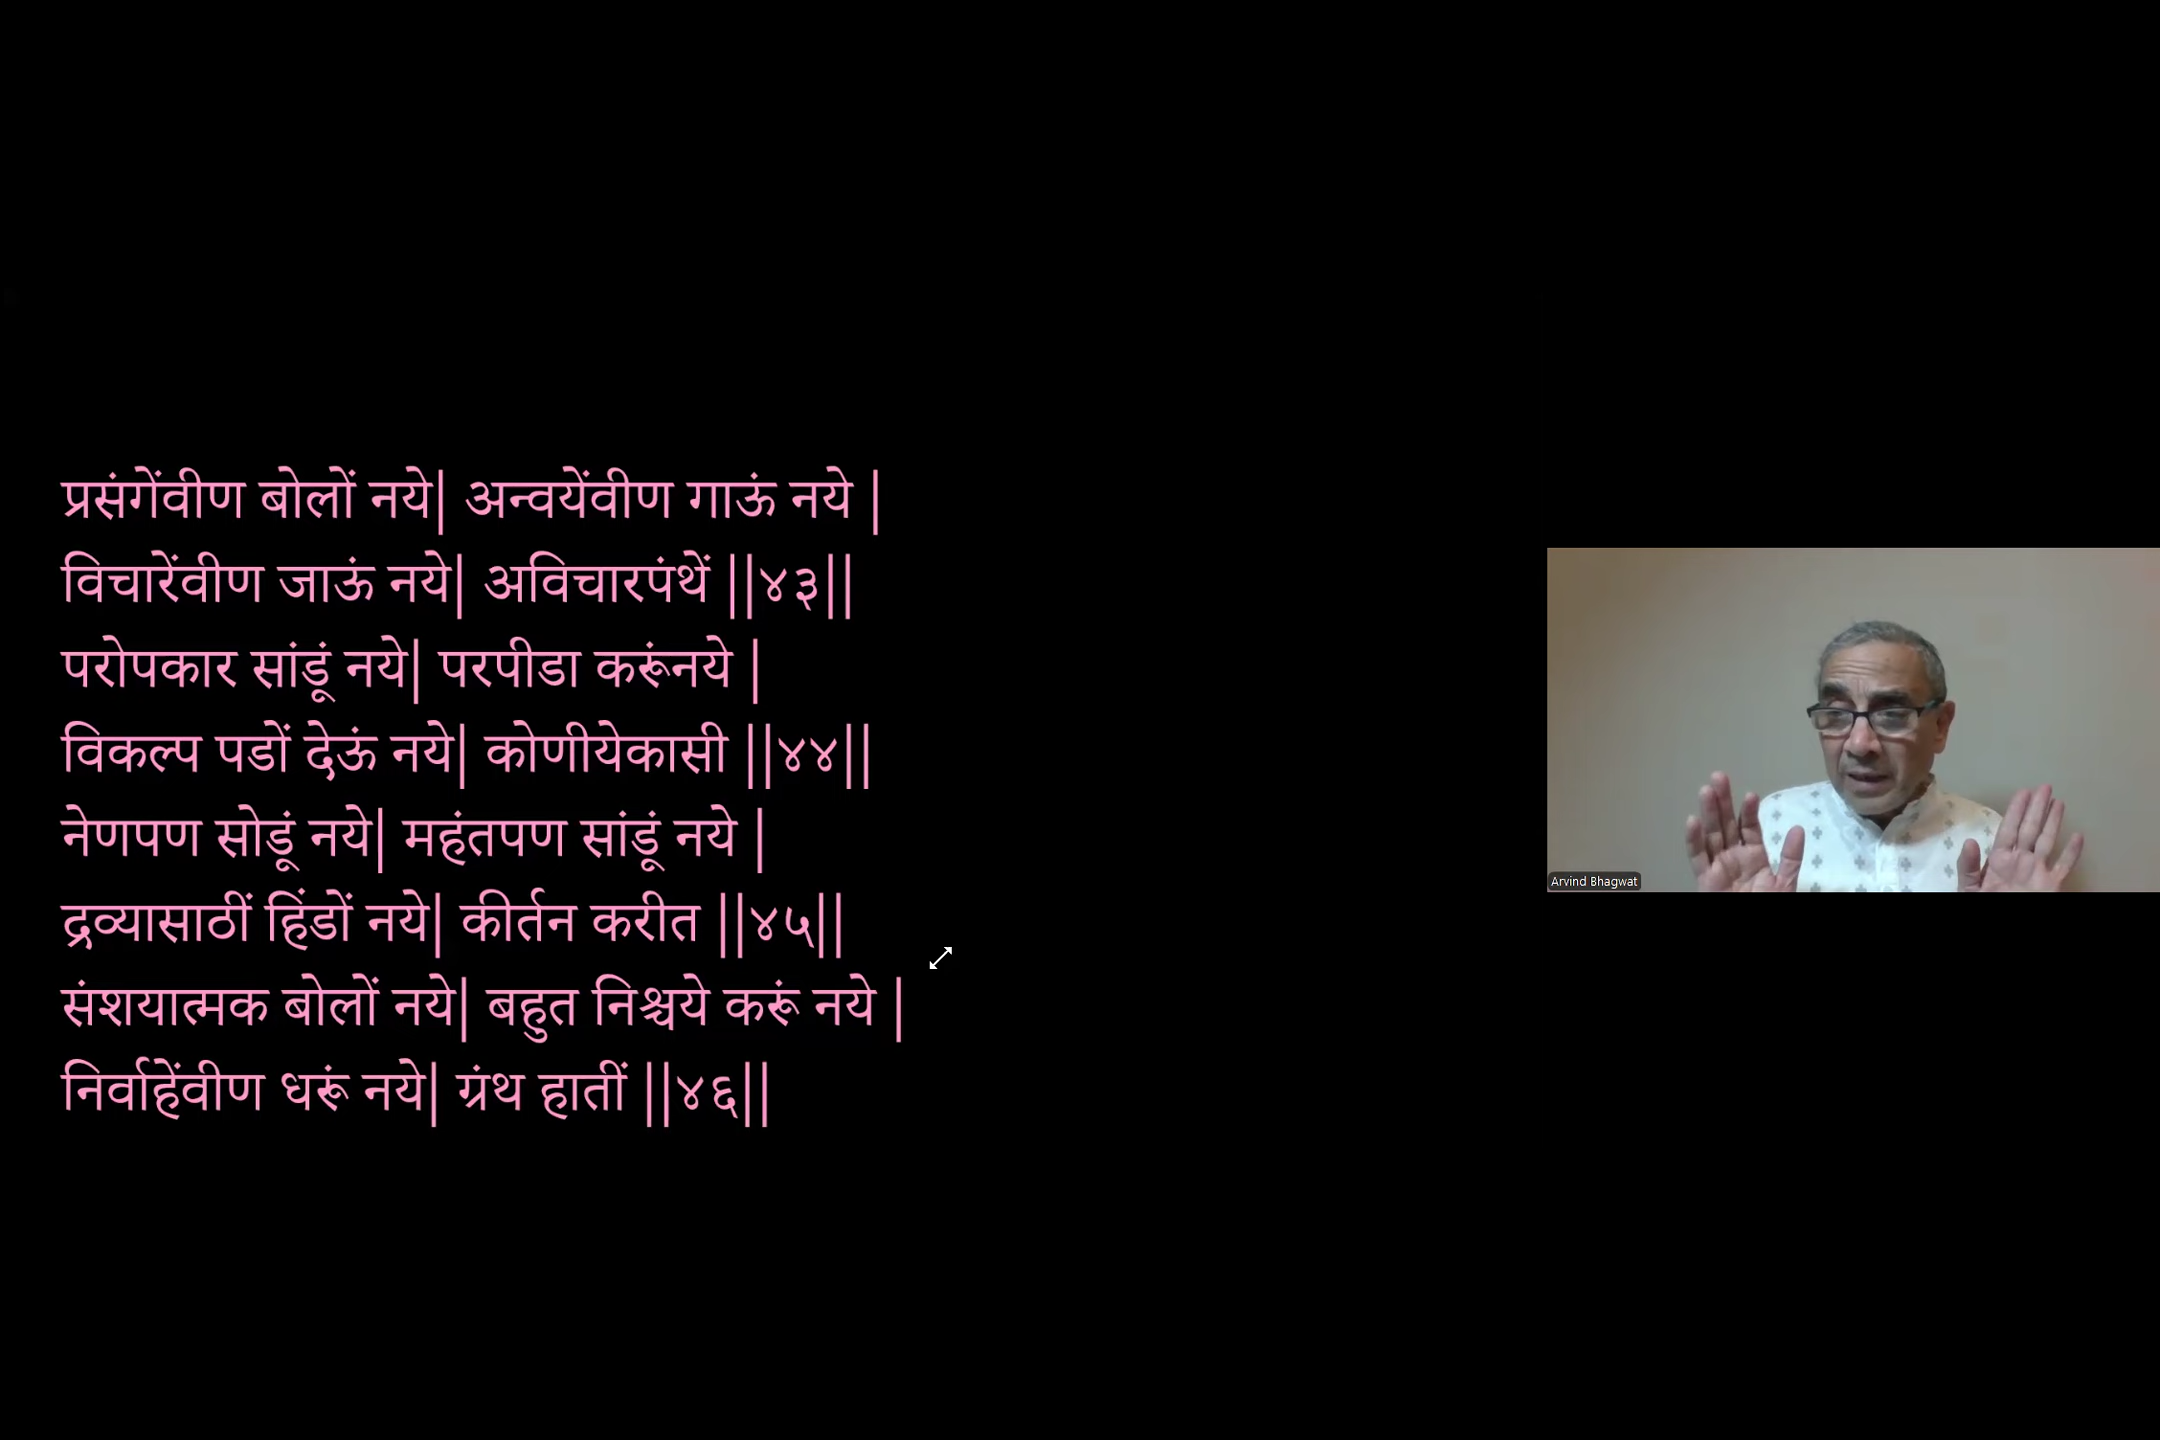 प्रसंगेंवीण बोलों नये| अन्वयेंवीण गाऊं नये |
विचारेंवीण जाऊं नये| अविचारपंथें ||४३||
परोपकार सांडूं नये| परपीडा करूंनये |
विकल्प पडों देऊं नये| कोणीयेकासी ||४४||
नेणपण सोडूं नये| महंतपण सांडूं नये |
द्रव्यासाठीं हिंडों नये| कीर्तन करीत ||४५||
संशयात्मक बोलों नये| बहुत निश्चये करूं नये |
निर्वाहेंवीण धरूं नये| ग्रंथ हातीं ||४६||
Arvind Bhagwat